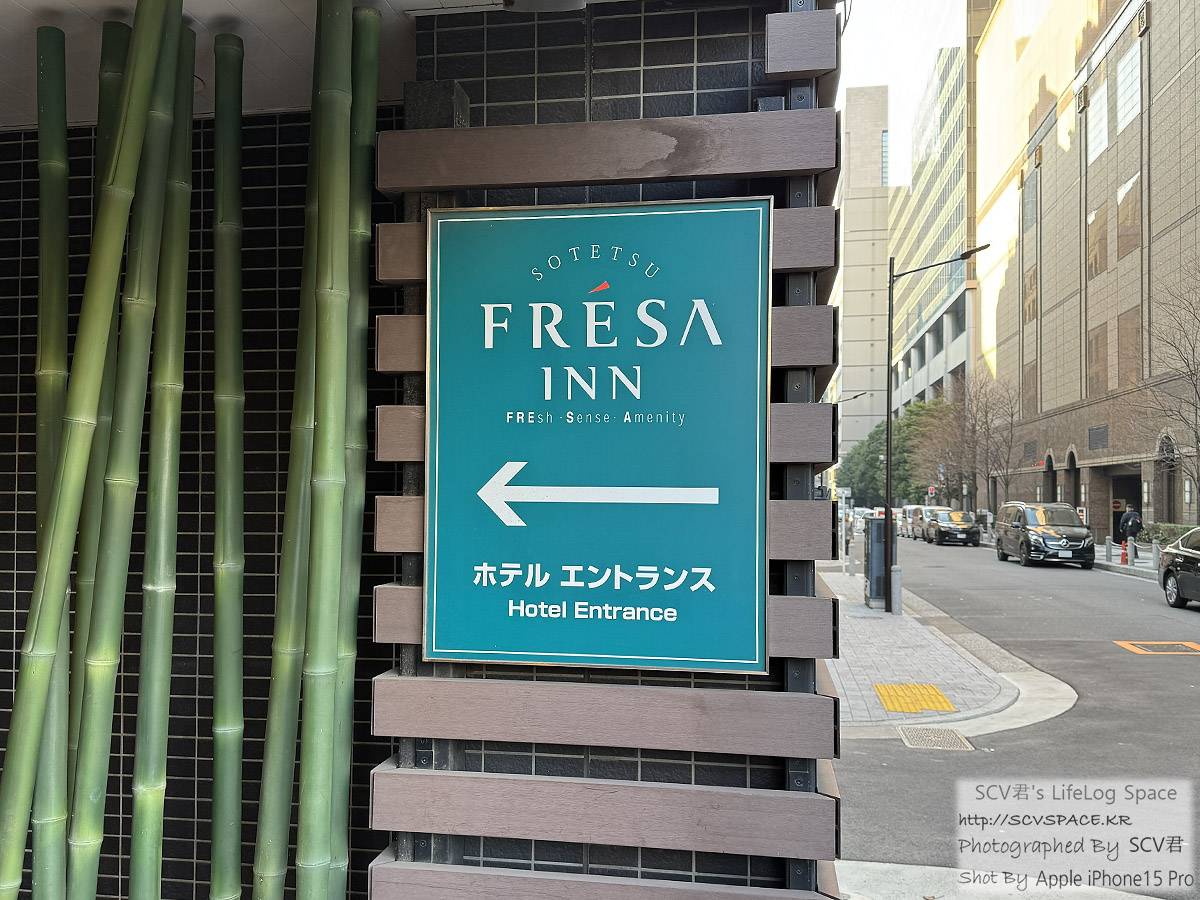 SOTETSU
FRÉSA
INN
FREsh · Sense · Amenity
ホテル エントランス
Hotel Entrance
SCV君's LifeLog Space
http://SCVSPACE.KR
Photographed By SCV君
Shot By Apple iPhone15 Pro